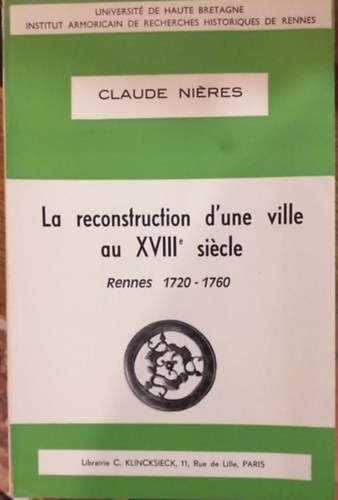 UNIVERSITÉ DE HAUTE BRETAGNE
INSTITUT ARMORICAIN DE RECHERCHES HISTORIQUES DE RENNES
CLAUDE NIÈRES
La reconstruction d'une ville
au XVIIIᵉ siècle
Rennes 1720 - 1760
Librairie C. KLINCKSIECK, 11, Rue de Lille, PARIS